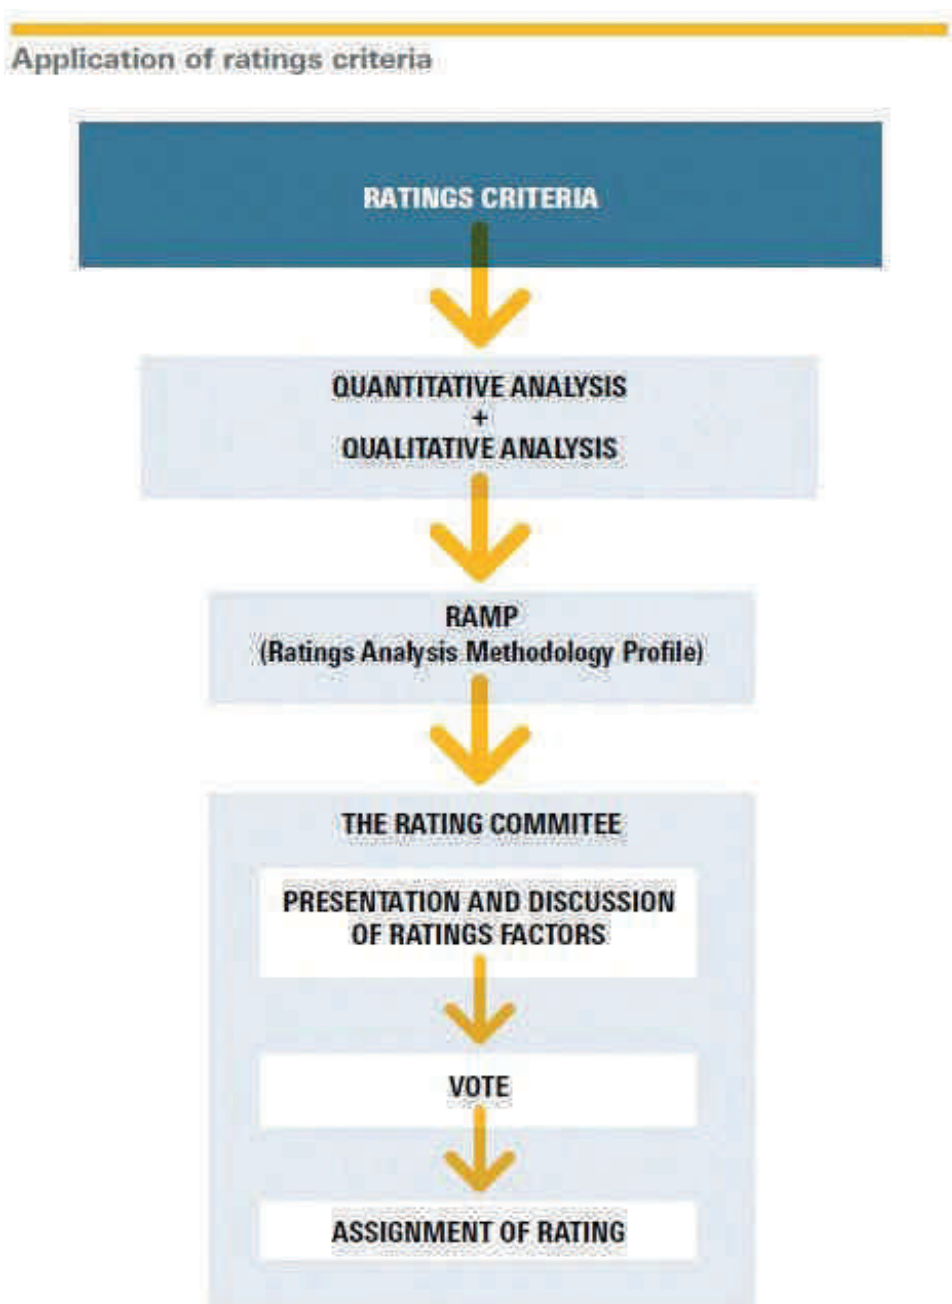 Application of ratings criteria
RATINGS CRITERIA
QUANTITATIVE ANALYSIS
+
QUALITATIVE ANALYSIS
RAMP
(Ratings Analysis Methodology Profile)
THE RATING COMMITEE
PRESENTATION AND DISCUSSION
OF RATINGS FACTORS
VOTE
ASSIGNMENT OF RATING